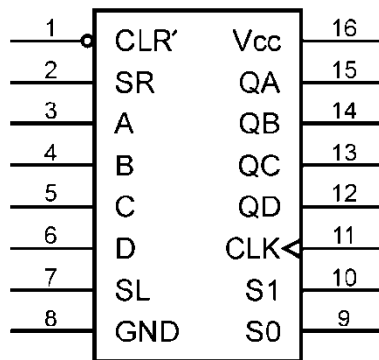 1 CLR′ Vcc 16
2 SR QA 15
3 A QB 14
4 B QC 13
5 C QD 12
6 D CLK 11
7 SL S1 10
8 GND S0 9